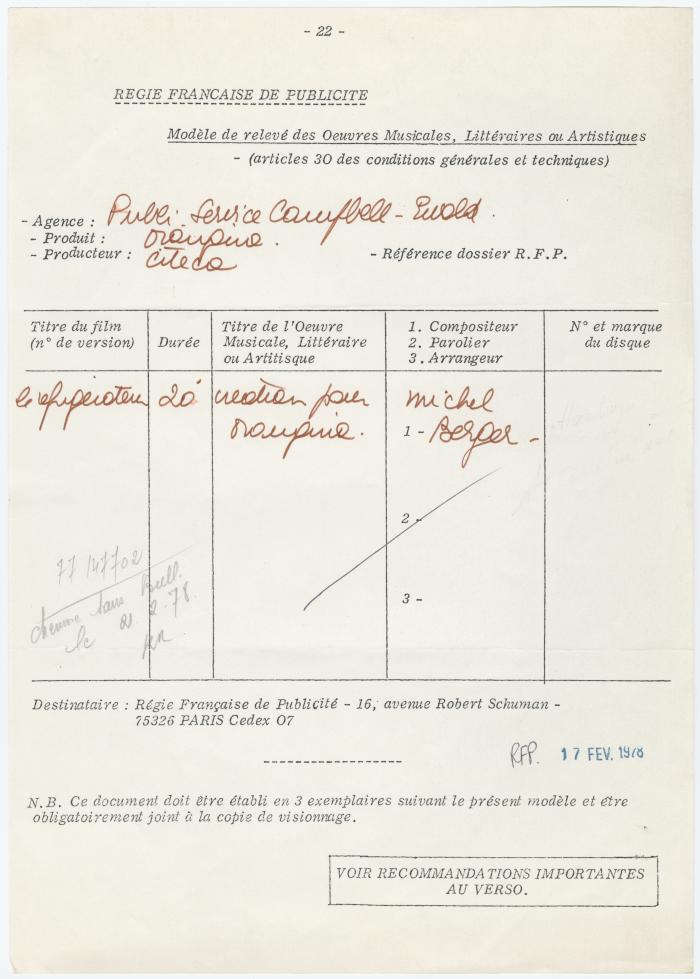 - 22 -
REGIE FRANCAISE DE PUBLICITE
Modèle de relevé des Oeuvres Musicales, Littéraires ou Artistiques
- (articles 30 des conditions générales et techniques)
- Agence : Publi-Service Campbell-Ewald.
- Produit : orangina.
- Producteur : citeca
- Référence dossier R.F.P.
Titre du film
(n° de version)
Durée
Titre de l'Oeuvre
Musicale, Littéraire
ou Artitisque
1. Compositeur
2. Parolier
3. Arrangeur
N° et marque
du disque
le refrigerateur
20"
creation pour
orangina.
michel
1 - Berger -
2 -
3 -
77 147702
le 21.2.78.
Destinataire : Régie Française de Publicité - 16, avenue Robert Schuman -
75326 PARIS Cedex 07
RFP. 17 FEV. 1978
N.B. Ce document doit être établi en 3 exemplaires suivant le présent modèle et être
obligatoirement joint à la copie de visionnage.
VOIR RECOMMANDATIONS IMPORTANTES
AU VERSO.